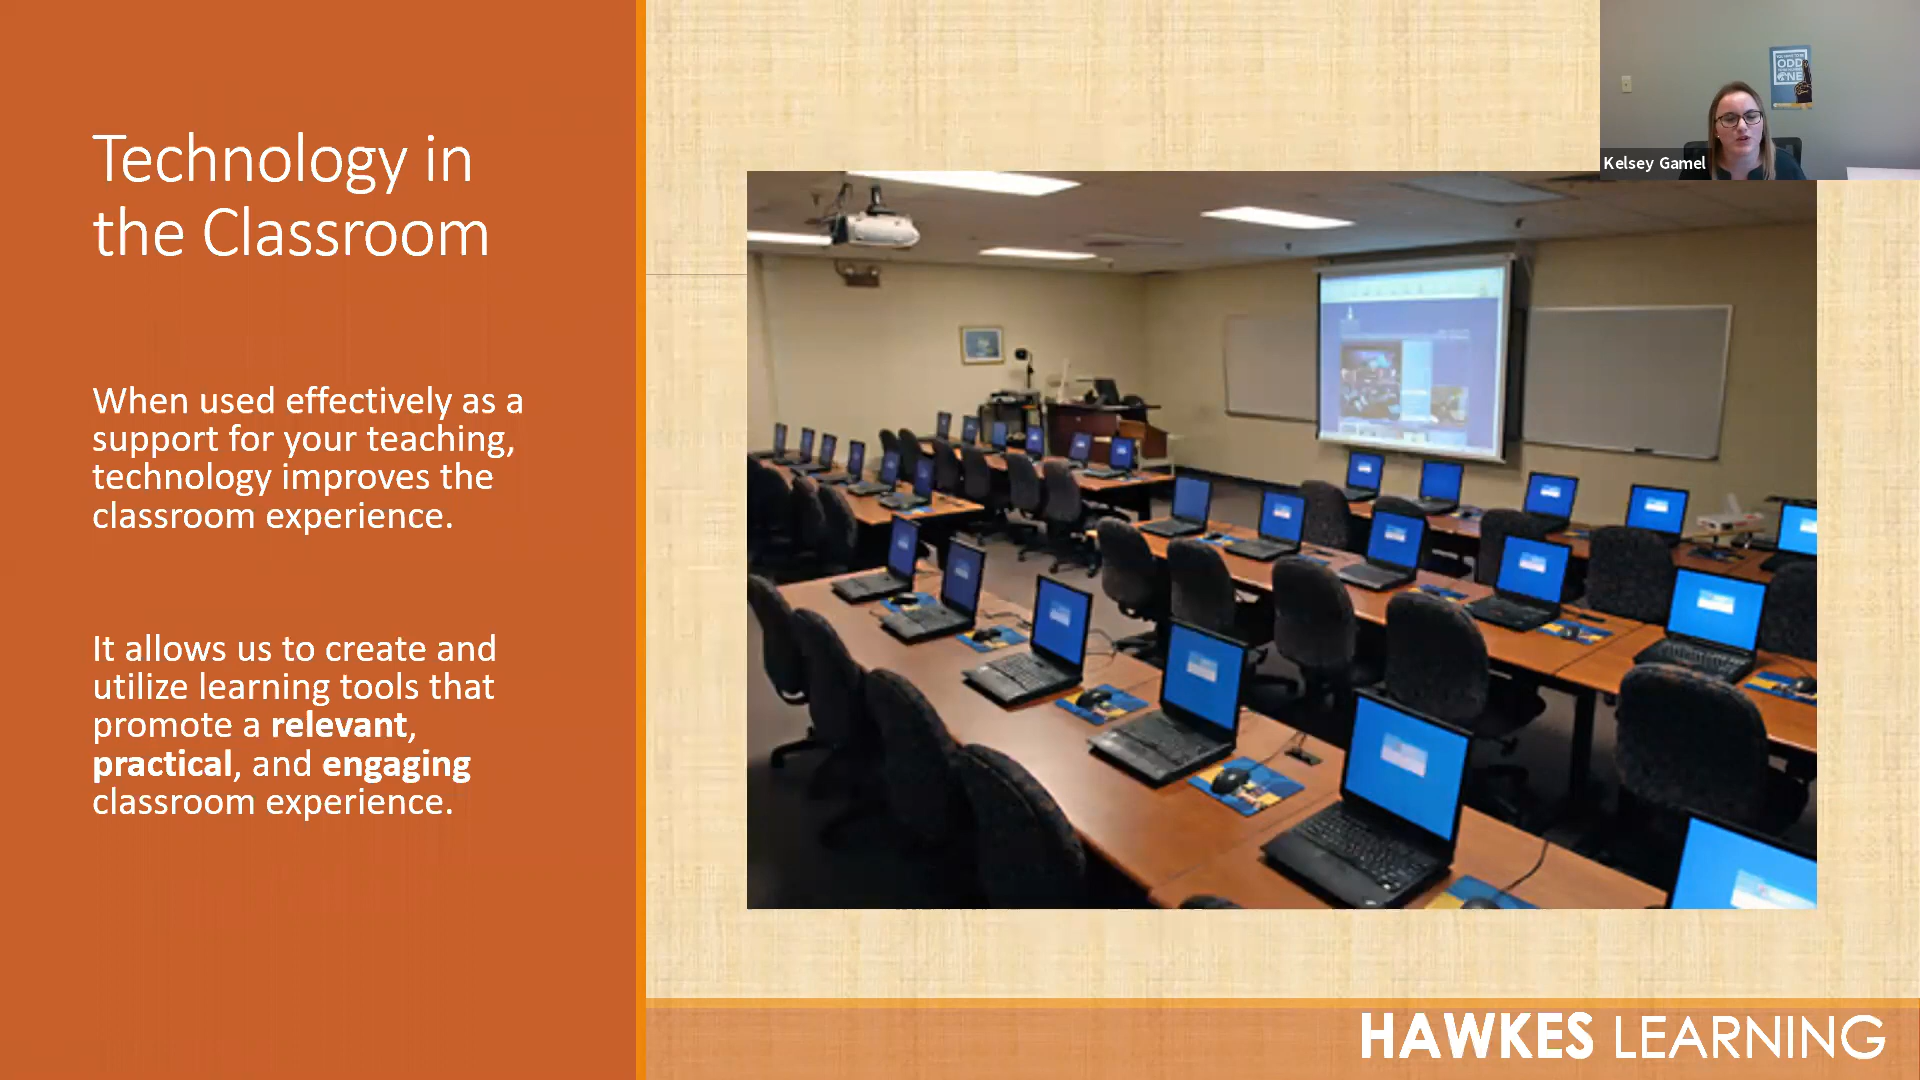 Technology in
the Classroom
When used effectively as a
support for your teaching,
technology improves the
classroom experience.
It allows us to create and
utilize learning tools that
promote a relevant,
practical, and engaging
classroom experience.
ODD
ONE
Kelsey Gamel
HAWKES LEARNING